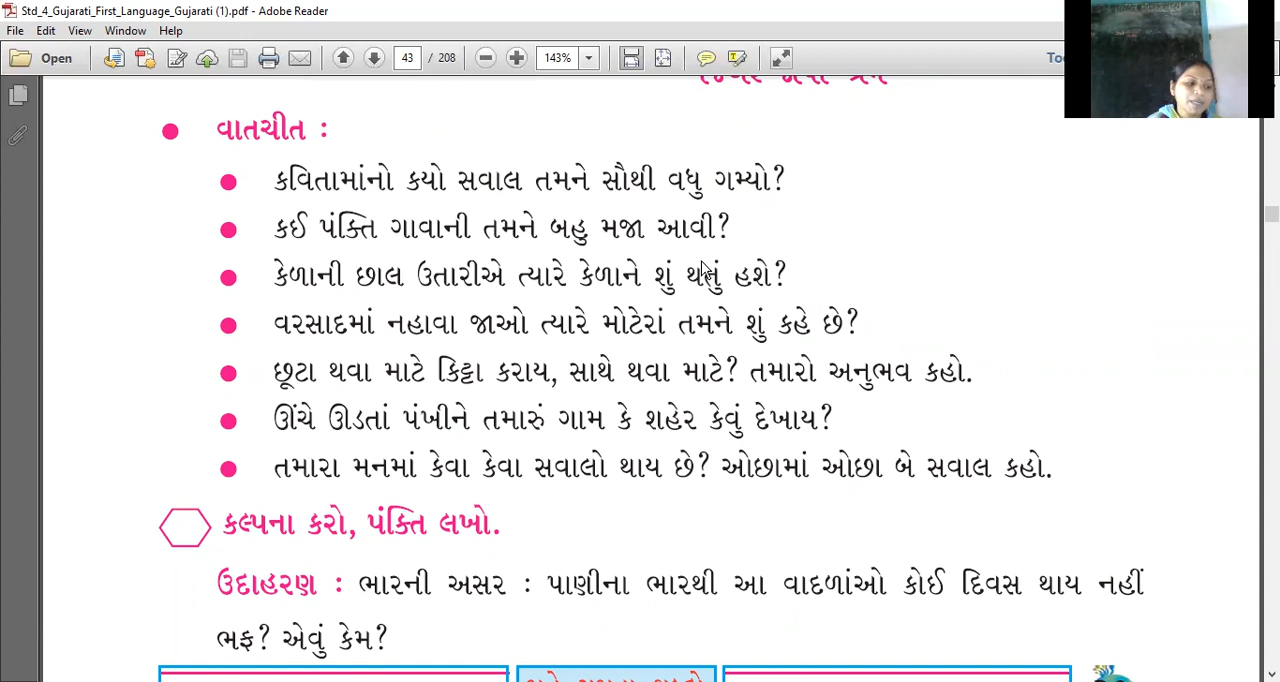 Std_4_Gujarati_First_Language_Gujarati (1).pdf - Adobe Reader
File Edit View Window Help
Open 43 / 208 143%
વાતચીત :
કવિતામાંનો કયો સવાલ તમને સૌથી વધુ ગમ્યો?
કઈ પંક્તિ ગાવાની તમને બહુ મજા આવી?
કેળાની છાલ ઉતારીએ ત્યારે કેળાને શું થતું હશે?
વરસાદમાં નહાવા જાઓ ત્યારે મોટેરાં તમને શું કહે છે?
છૂટા થવા માટે કિટ્ટા કરાય, સાથે થવા માટે? તમારો અનુભવ કહો.
ઊંચે ઊડતાં પંખીને તમારું ગામ કે શહેર કેવું દેખાય?
તમારા મનમાં કેવા કેવા સવાલો થાય છે? ઓછામાં ઓછા બે સવાલ કહો.
કલ્પના કરો, પંક્તિ લખો.
ઉદાહરણ : ભારની અસર : પાણીના ભારથી આ વાદળાંઓ કોઈ દિવસ થાય નહીં
ભફ? એવું કેમ?